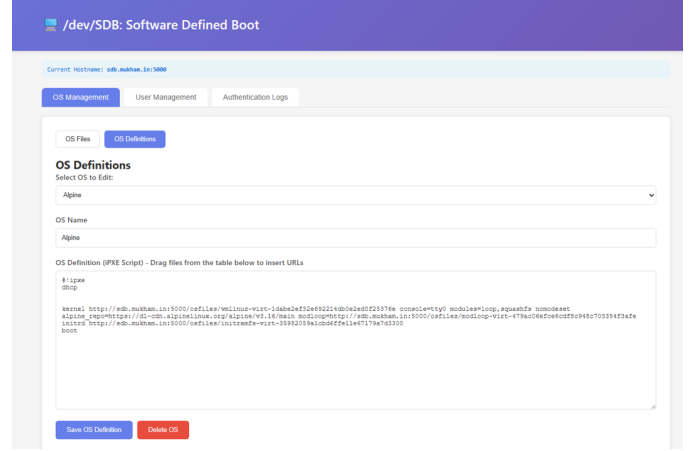 /dev/SDB: Software Defined Boot
Current Hostname: sdb.mukham.in:5000
OS Management User Management Authentication Logs
OS Files OS Definitions
OS Definitions
Select OS to Edit:
Alpine
OS Name
Alpine
OS Definition (iPXE Script) - Drag files from the table below to insert URLs
#!ipxe
dhcp
kernel http://sdb.mukham.in:5000/osfiles/vmlinuz-virt-1dabe2ef32e692214db0e2ed0f25376e console=tty0 modules=loop,squashfs nomodeset
alpine_repo=https://dl-cdn.alpinelinux.org/alpine/v3.16/main modloop=http://sdb.mukham.in:5000/osfiles/modloop-virt-479ac06efce6cdf8c948c703354f3afe
initrd http://sdb.mukham.in:5000/osfiles/initramfs-virt-35982059a1cbd6ffe11e67179a7d3300
boot
Save OS Definition Delete OS